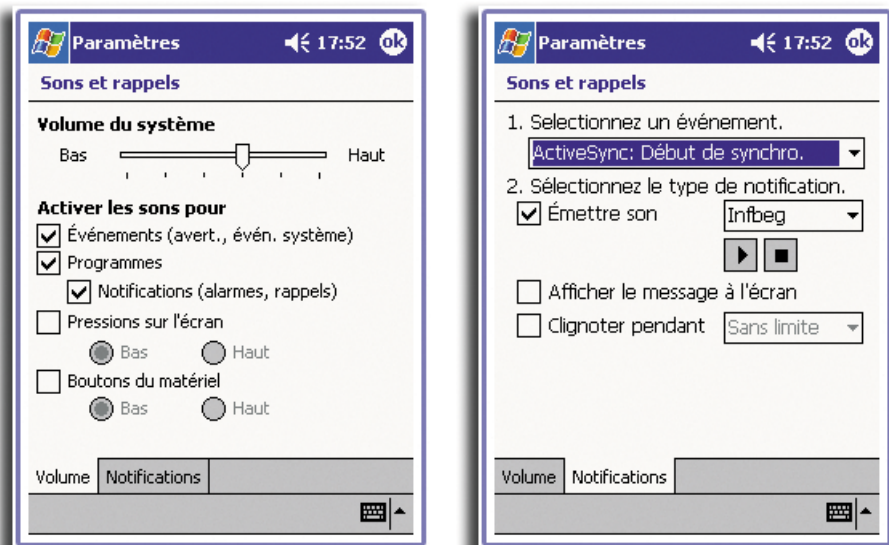 Paramètres 17:52 ok
Sons et rappels
Volume du système
Bas Haut
Activer les sons pour
Événements (avert., évén. système)
Programmes
Notifications (alarmes, rappels)
Pressions sur l'écran
Bas Haut
Boutons du matériel
Bas Haut
Volume Notifications
Paramètres 17:52 ok
Sons et rappels
1. Selectionnez un événement.
ActiveSync: Début de synchro.
2. Sélectionnez le type de notification.
Émettre son Infbeg
Afficher le message à l'écran
Clignoter pendant Sans limite
Volume Notifications